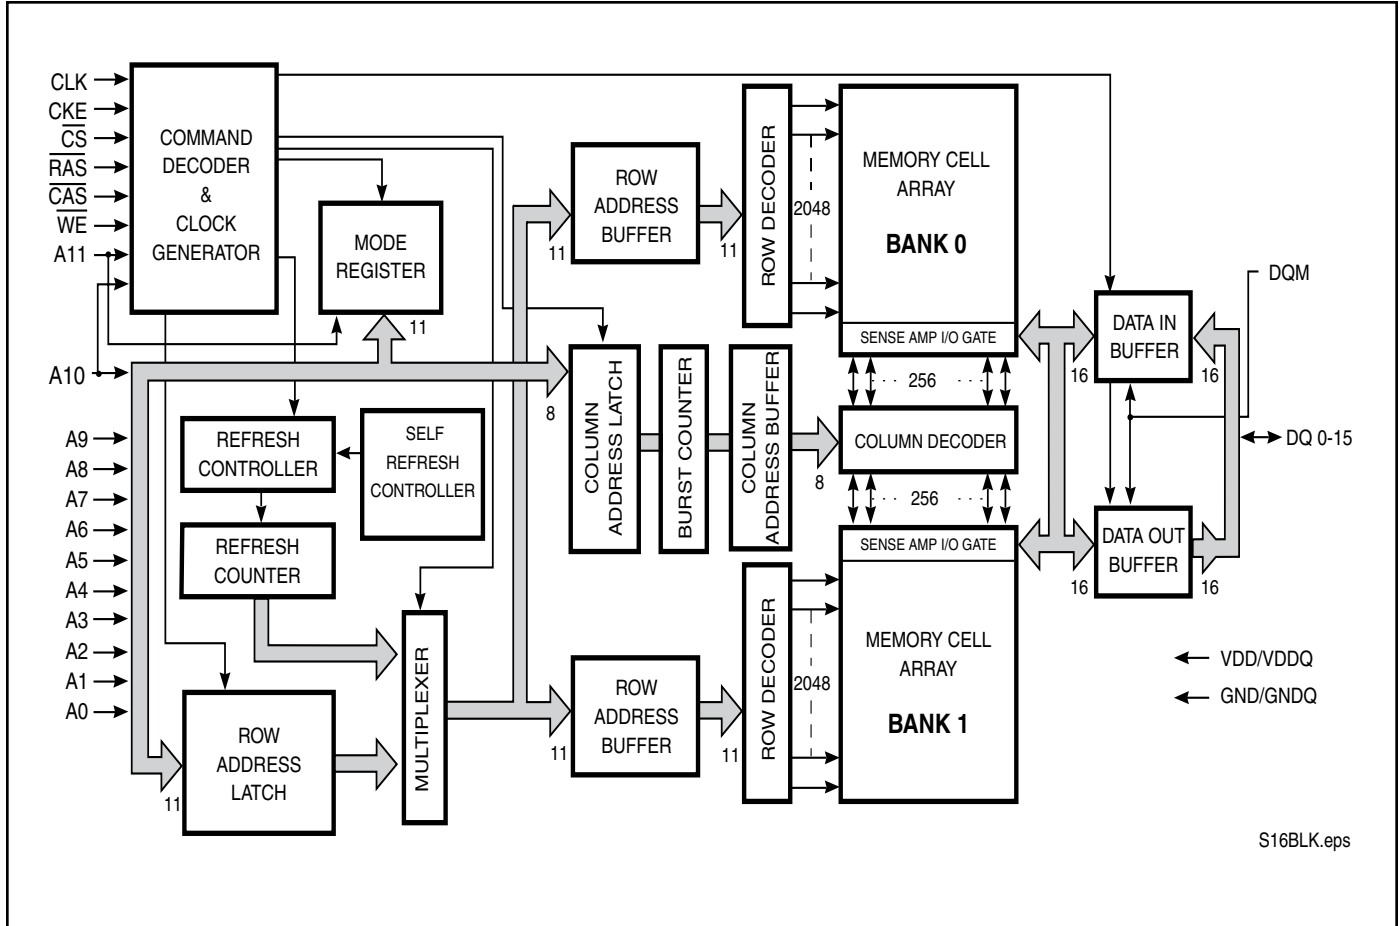 CLK
CKE
CS
RAS
CAS
WE
A11
A10
A9
A8
A7
A6
A5
A4
A3
A2
A1
A0
COMMAND
DECODER
&
CLOCK
GENERATOR
MODE
REGISTER
11
REFRESH
CONTROLLER
SELF
REFRESH
CONTROLLER
REFRESH
COUNTER
ROW
ADDRESS
LATCH
11
MULTIPLEXER
ROW
ADDRESS
BUFFER
11
11
ROW DECODER
2048
MEMORY CELL
ARRAY
BANK 0
SENSE AMP I/O GATE
256
COLUMN
ADDRESS LATCH
8
BURST COUNTER
COLUMN
ADDRESS BUFFER
8
COLUMN DECODER
256
SENSE AMP I/O GATE
MEMORY CELL
ARRAY
BANK 1
ROW
ADDRESS
BUFFER
11
11
ROW DECODER
2048
DATA IN
BUFFER
16
16
DATA OUT
BUFFER
16
16
DQM
DQ 0-15
VDD/VDDQ
GND/GNDQ
S16BLK.eps